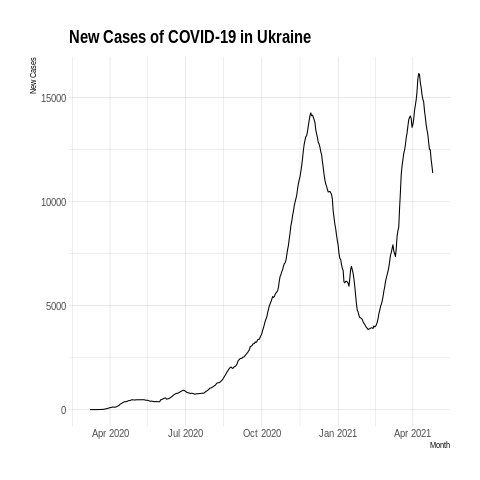 New Cases of COVID-19 in Ukraine
New Cases
15000
10000
5000
0
Apr 2020 Jul 2020 Oct 2020 Jan 2021 Apr 2021
Month